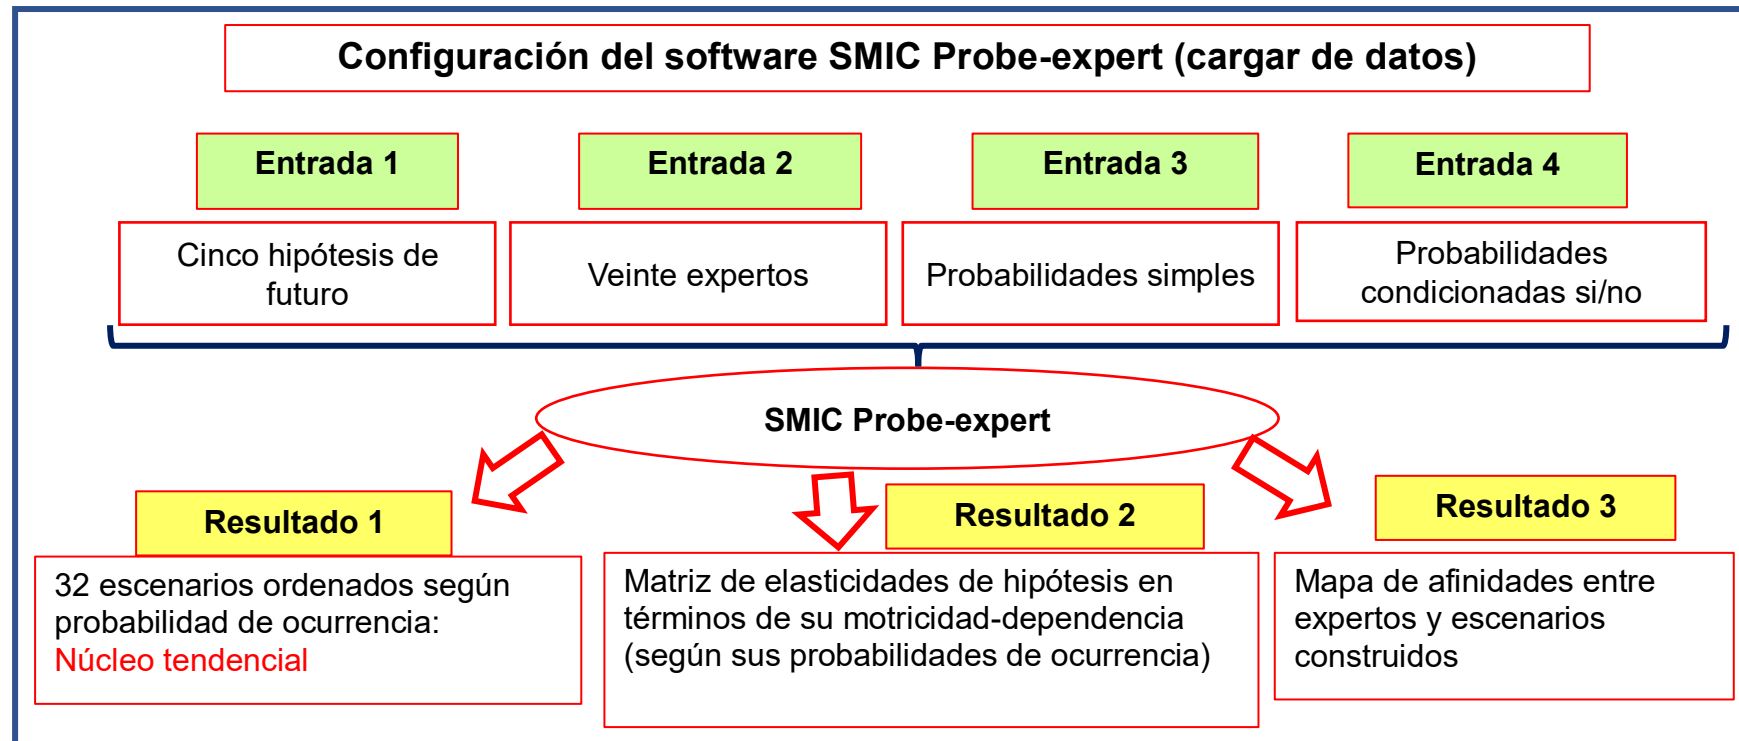 Configuración del software SMIC Probe-expert (cargar de datos)
Entrada 1
Entrada 2
Entrada 3
Entrada 4
Cinco hipótesis de
futuro
Veinte expertos
Probabilidades simples
Probabilidades
condicionadas si/no
SMIC Probe-expert
Resultado 1
32 escenarios ordenados según
probabilidad de ocurrencia:
Núcleo tendencial
Resultado 2
Matriz de elasticidades de hipótesis en
términos de su motricidad-dependencia
(según sus probabilidades de ocurrencia)
Resultado 3
Mapa de afinidades entre
expertos y escenarios
construidos